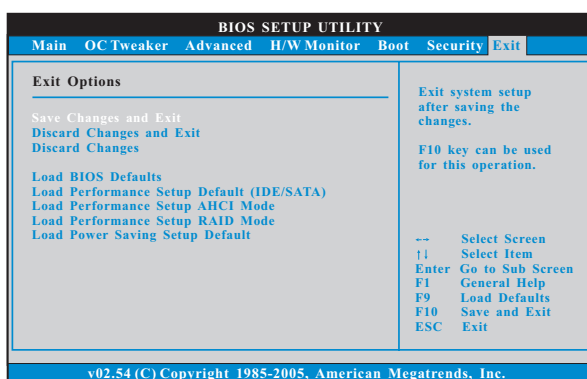 BIOS SETUP UTILITY
Main OC Tweaker Advanced H/W Monitor Boot Security Exit
Exit Options
Save Changes and Exit
Discard Changes and Exit
Discard Changes
Load BIOS Defaults
Load Performance Setup Default (IDE/SATA)
Load Performance Setup AHCI Mode
Load Performance Setup RAID Mode
Load Power Saving Setup Default
Exit system setup
after saving the
changes.
F10 key can be used
for this operation.
←→ Select Screen
↑↓ Select Item
Enter Go to Sub Screen
F1 General Help
F9 Load Defaults
F10 Save and Exit
ESC Exit
v02.54 (C) Copyright 1985-2005, American Megatrends, Inc.